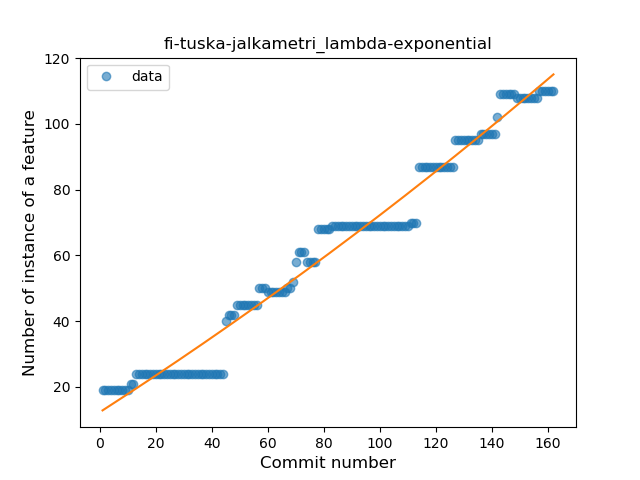 fi-tuska-jalkametri_lambda-exponential
data
Number of instance of a feature
120
100
80
60
40
20
0 20 40 60 80 100 120 140 160
Commit number